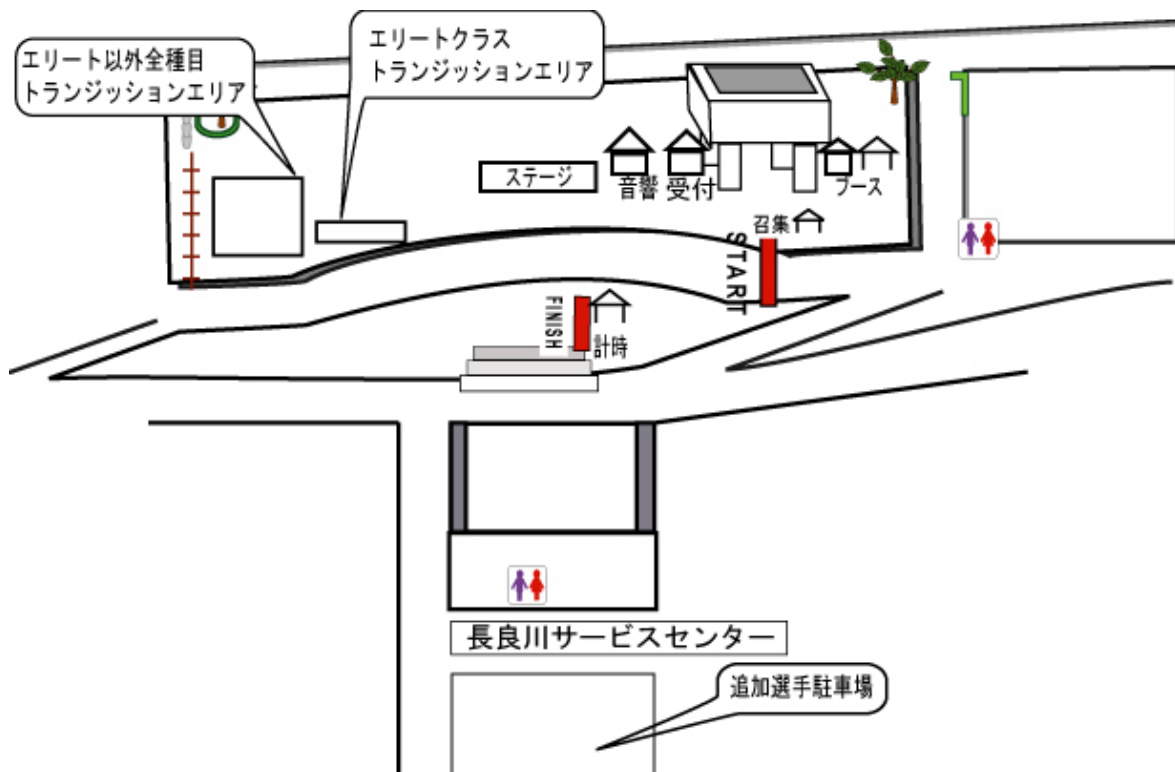 エリート以外全種目
トランジッションエリア
エリートクラス
トランジッションエリア
ステージ
音響
受付
ブース
召集
START
FINISH
計時
長良川サービスセンター
追加選手駐車場